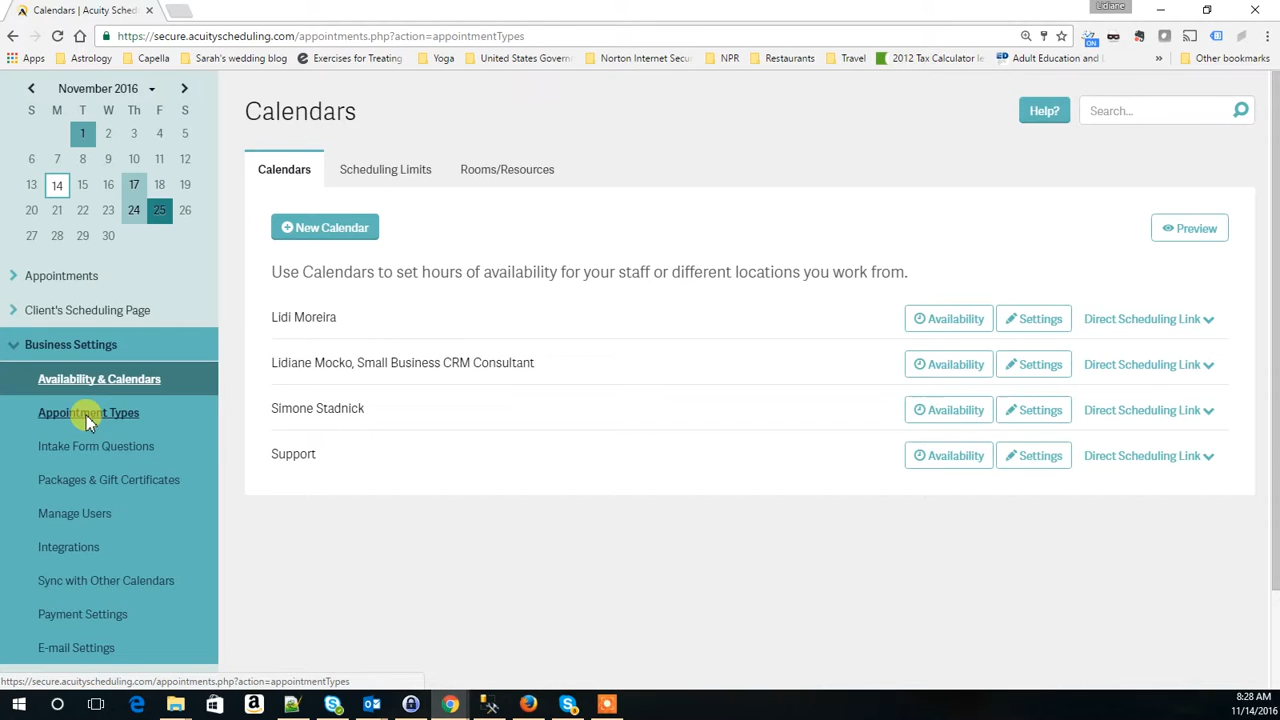 Calendars | Acuity Sched
Lidiane
https://secure.acuityscheduling.com/appointments.php?action=appointmentTypes
ON
Apps
Astrology
Capella
Sarah's wedding blog
Exercises for Treating
Yoga
United States Govern
Norton Internet Secu
NPR
Restaurants
Travel
2012 Tax Calculator
Adult Education and
»
Other bookmarks
November 2016
S M T W Th F S
1 2 3 4 5
6 7 8 9 10 11 12
13 14 15 16 17 18 19
20 21 22 23 24 25 26
27 28 29 30
Appointments
Client's Scheduling Page
Business Settings
Availability & Calendars
Appointment Types
Intake Form Questions
Packages & Gift Certificates
Manage Users
Integrations
Sync with Other Calendars
Payment Settings
E-mail Settings
Calendars
Help?
Search...
Calendars
Scheduling Limits
Rooms/Resources
New Calendar
Preview
Use Calendars to set hours of availability for your staff or different locations you work from.
Lidi Moreira Availability Settings Direct Scheduling Link
Lidiane Mocko, Small Business CRM Consultant Availability Settings Direct Scheduling Link
Simone Stadnick Availability Settings Direct Scheduling Link
Support Availability Settings Direct Scheduling Link
https://secure.acuityscheduling.com/appointments.php?action=appointmentTypes
8:28 AM
11/14/2016